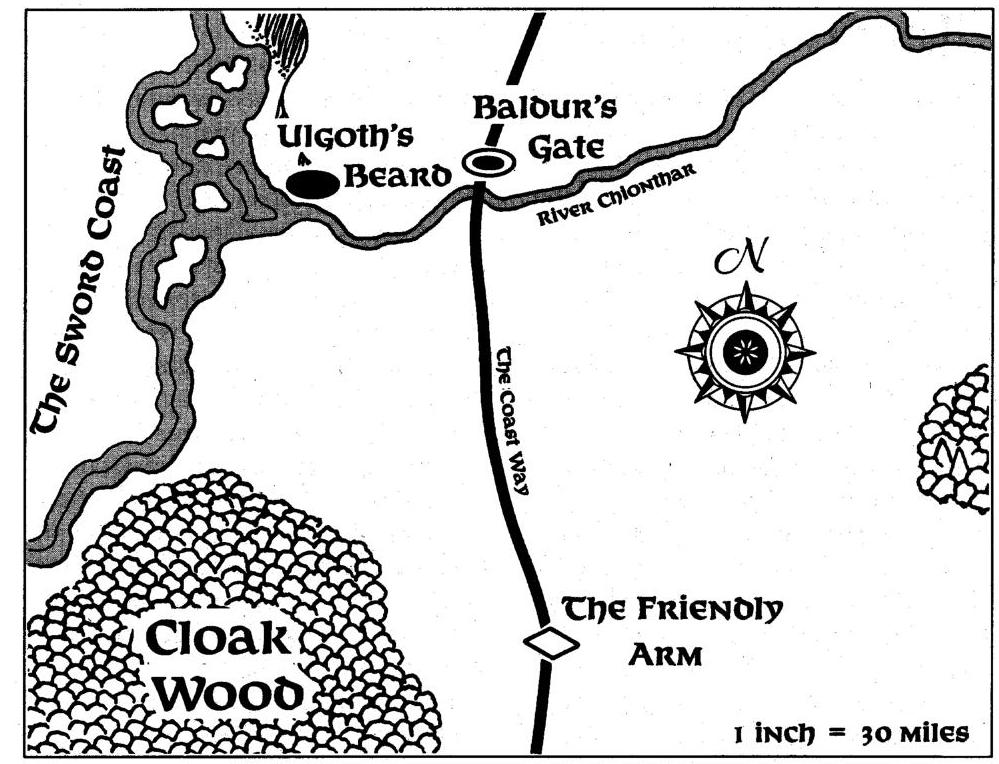 Baldur's
Gate
Ulgoth's
Beard
River Chionthar
The Sword Coast
N
The Coast Way
The Friendly
Arm
Cloak
Wood
1 inch = 30 miles